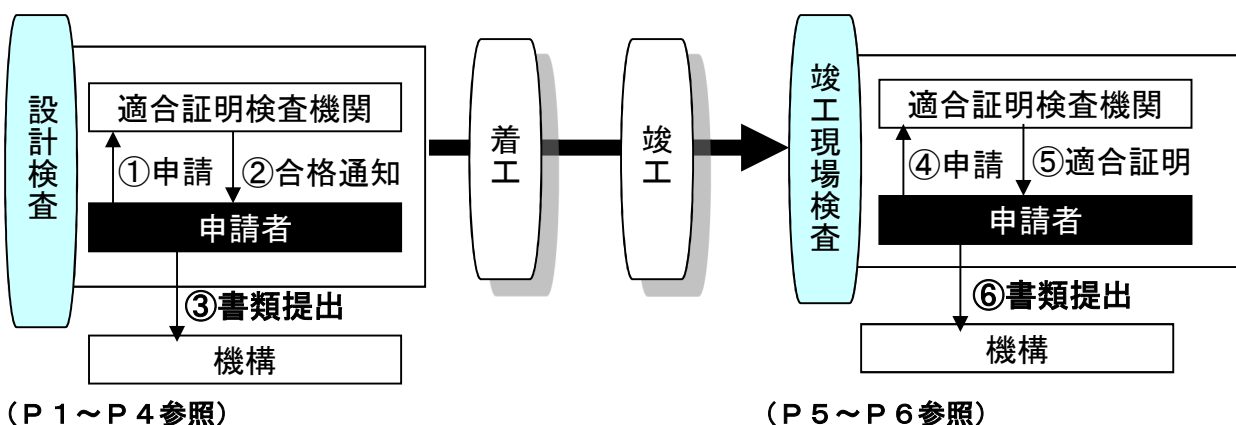 設計検査
適合証明検査機関
①申請
②合格通知
申請者
③書類提出
機構
(P1~P4参照)
着工
竣工
竣工現場検査
適合証明検査機関
④申請
⑤適合証明
申請者
⑥書類提出
機構
(P5~P6参照)